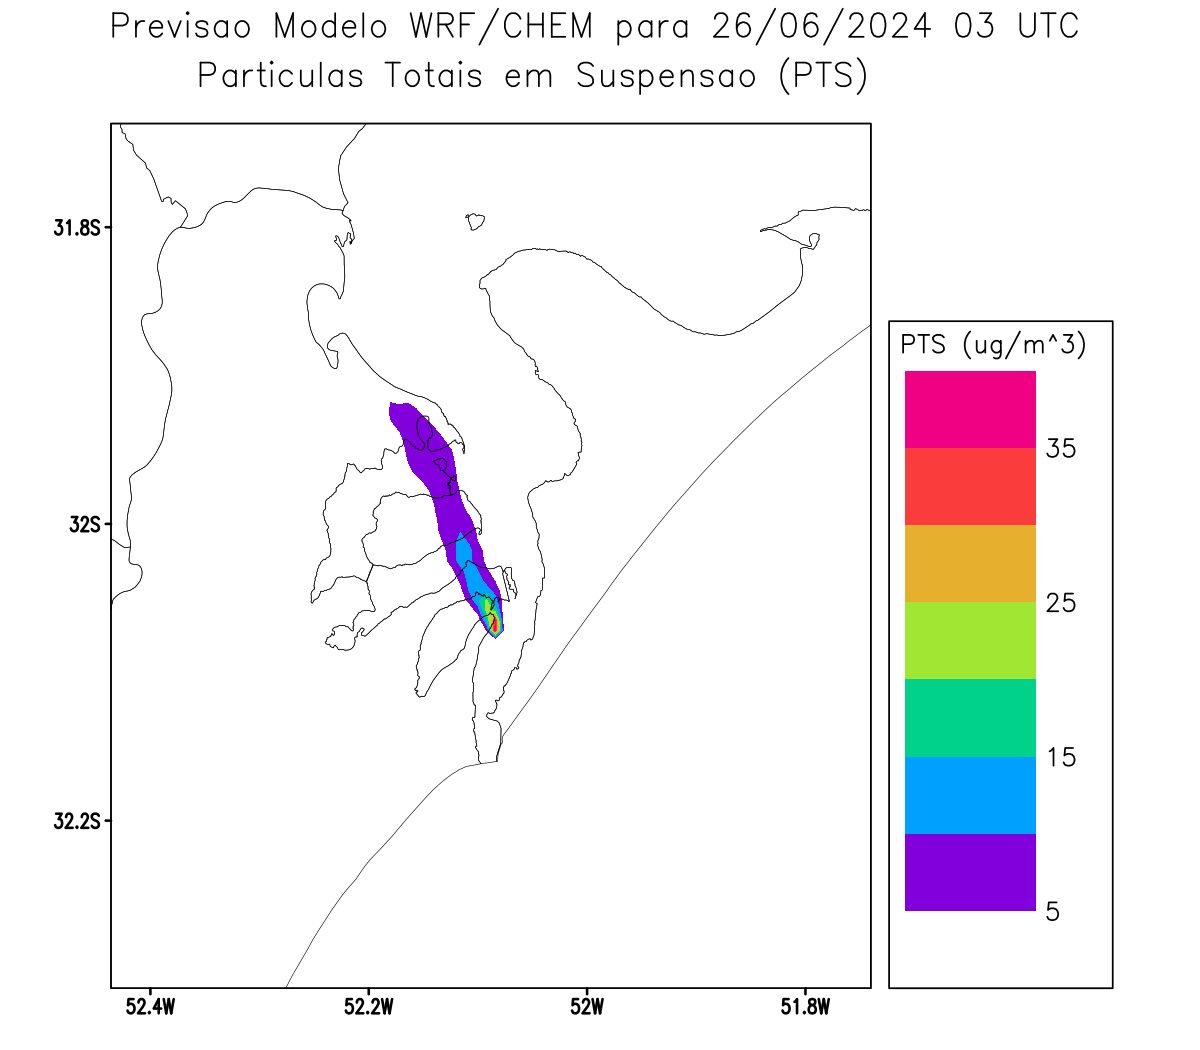 Previsao Modelo WRF/CHEM para 26/06/2024 03 UTC
Particulas Totais em Suspensao (PTS)
31.8S
32S
32.2S
52.4W
52.2W
52W
51.8W
PTS (ug/m^3)
35
25
15
5